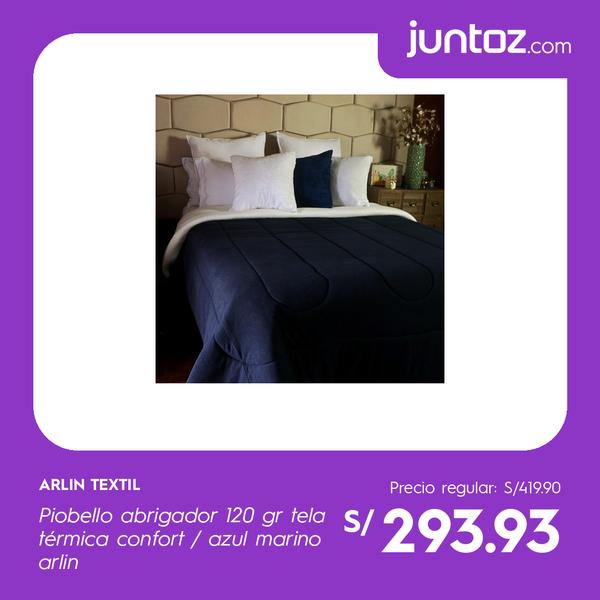 juntoz.com
ARLIN TEXTIL
Piobello abrigador 120 gr tela
térmica confort / azul marino
arlin
Precio regular: S/419.90
S/293.93